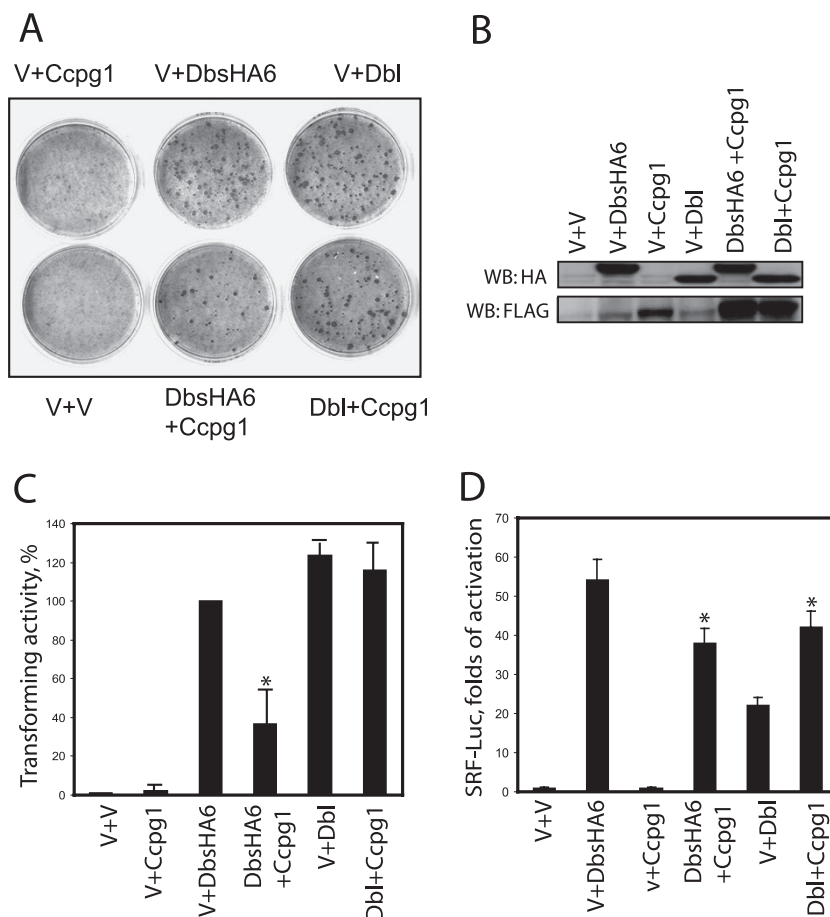 A
V+Ccpg1 V+DbsHA6 V+Dbl
V+V DbsHA6 +Ccpg1 Dbl+Ccpg1
B
V+V
V+DbsHA6
V+Ccpg1
V+Dbl
DbsHA6 +Ccpg1
Dbl+Ccpg1
WB: HA
WB: FLAG
C
Transforming activity, %
140
120
100
80
60
40
20
0
*
V+V
V+Ccpg1
V+DbsHA6
DbsHA6
+Ccpg1
V+Dbl
Dbl+Ccpg1
D
SRF-Luc, folds of activation
70
60
50
40
30
20
10
0
*
*
V+V
V+DbsHA6
v+Ccpg1
DbsHA6
+Ccpg1
V+Dbl
Dbl+Ccpg1